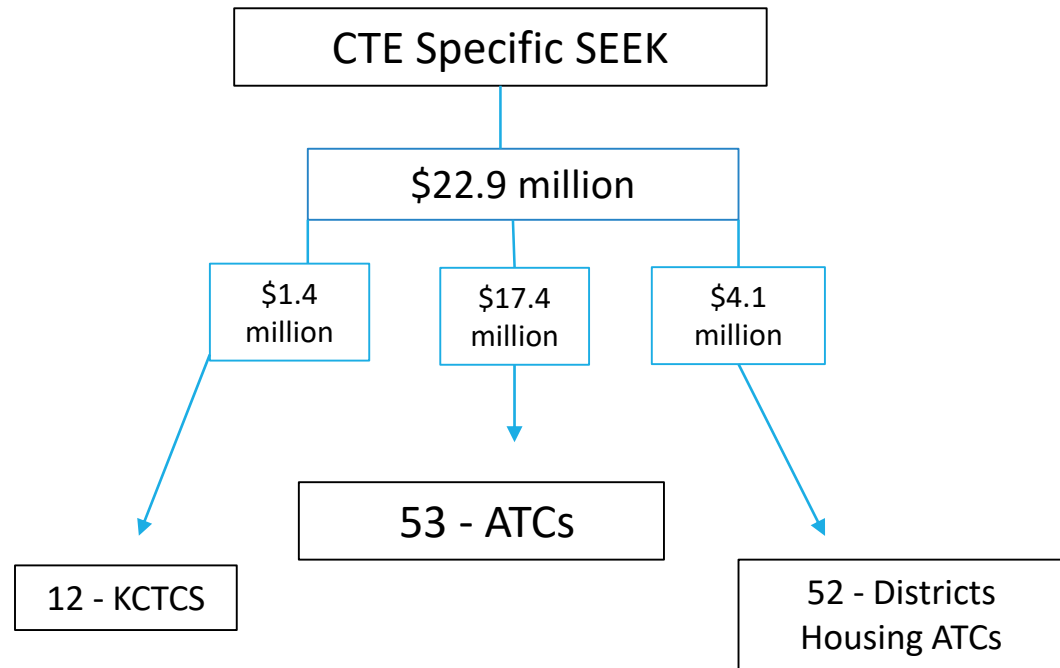 CTE Specific SEEK
$22.9 million
$1.4
million
$17.4
million
$4.1
million
53 - ATCs
12 - KCTCS
52 - Districts
Housing ATCs